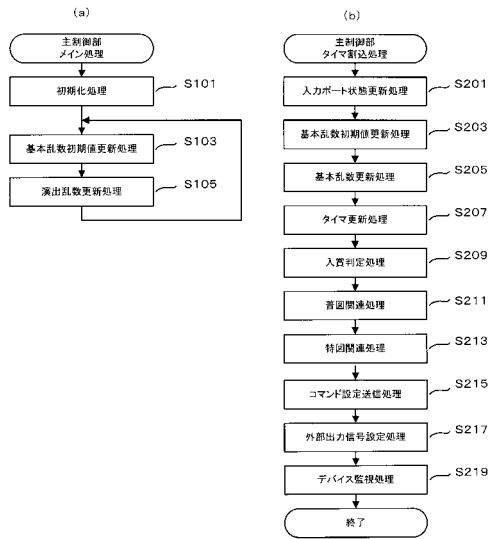 (a)
主制御部
メイン処理
初期化処理
S101
基本乱数初期値更新処理
S103
演出乱数更新処理
S105
(b)
主制御部
タイマ割込処理
入力ポート状態更新処理
S201
基本乱数初期値更新処理
S203
基本乱数更新処理
S205
タイマ更新処理
S207
入賞判定処理
S209
普図関連処理
S211
特図関連処理
S213
コマンド設定送信処理
S215
外部出力信号設定処理
S217
デバイス監視処理
S219
終了